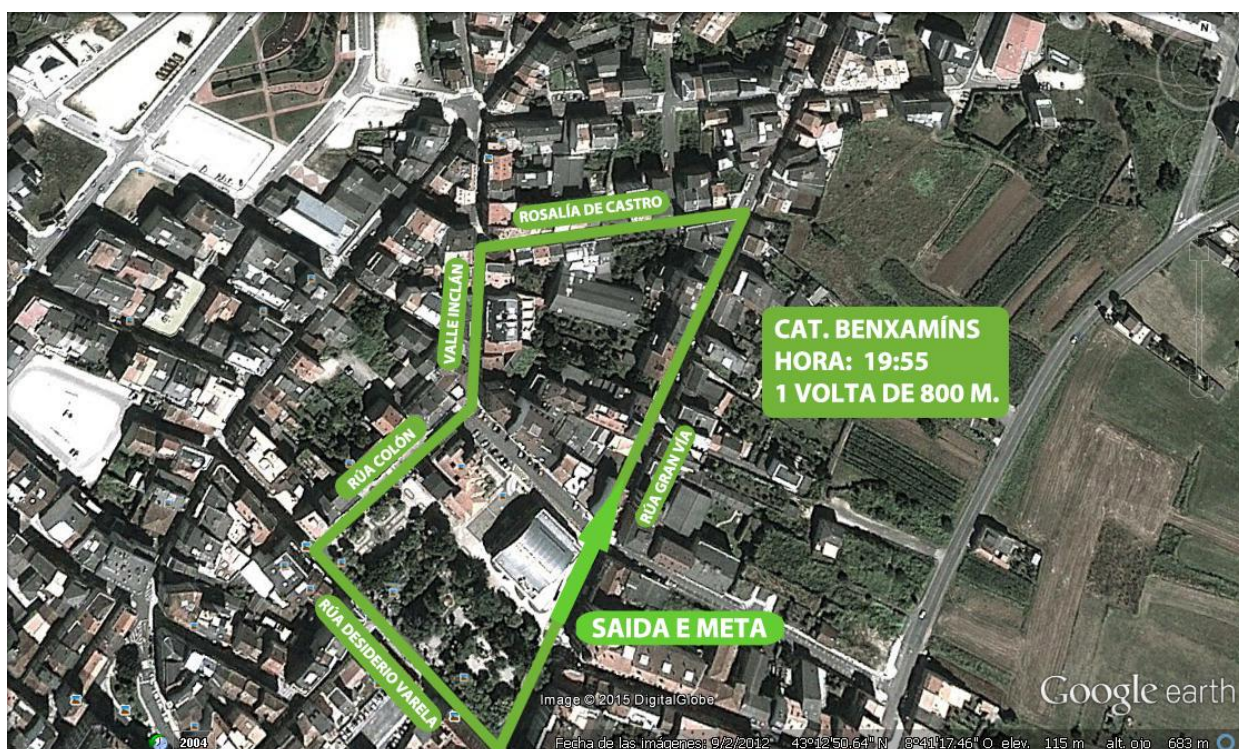 N
ROSALÍA DE CASTRO
VALLE INCLÁN
CAT. BENXAMÍNS
HORA: 19:55
1 VOLTA DE 800 M.
RÚA COLÓN
RÚA GRAN VÍA
RÚA DESIDERIO VARELA
SAIDA E META
Image © 2015 DigitalGlobe
Google earth
2004
Fecha de las imágenes: 9/2/2012 43°12'50.64" N 8°41'17.46" O elev. 115 m alt. ojo 683 m